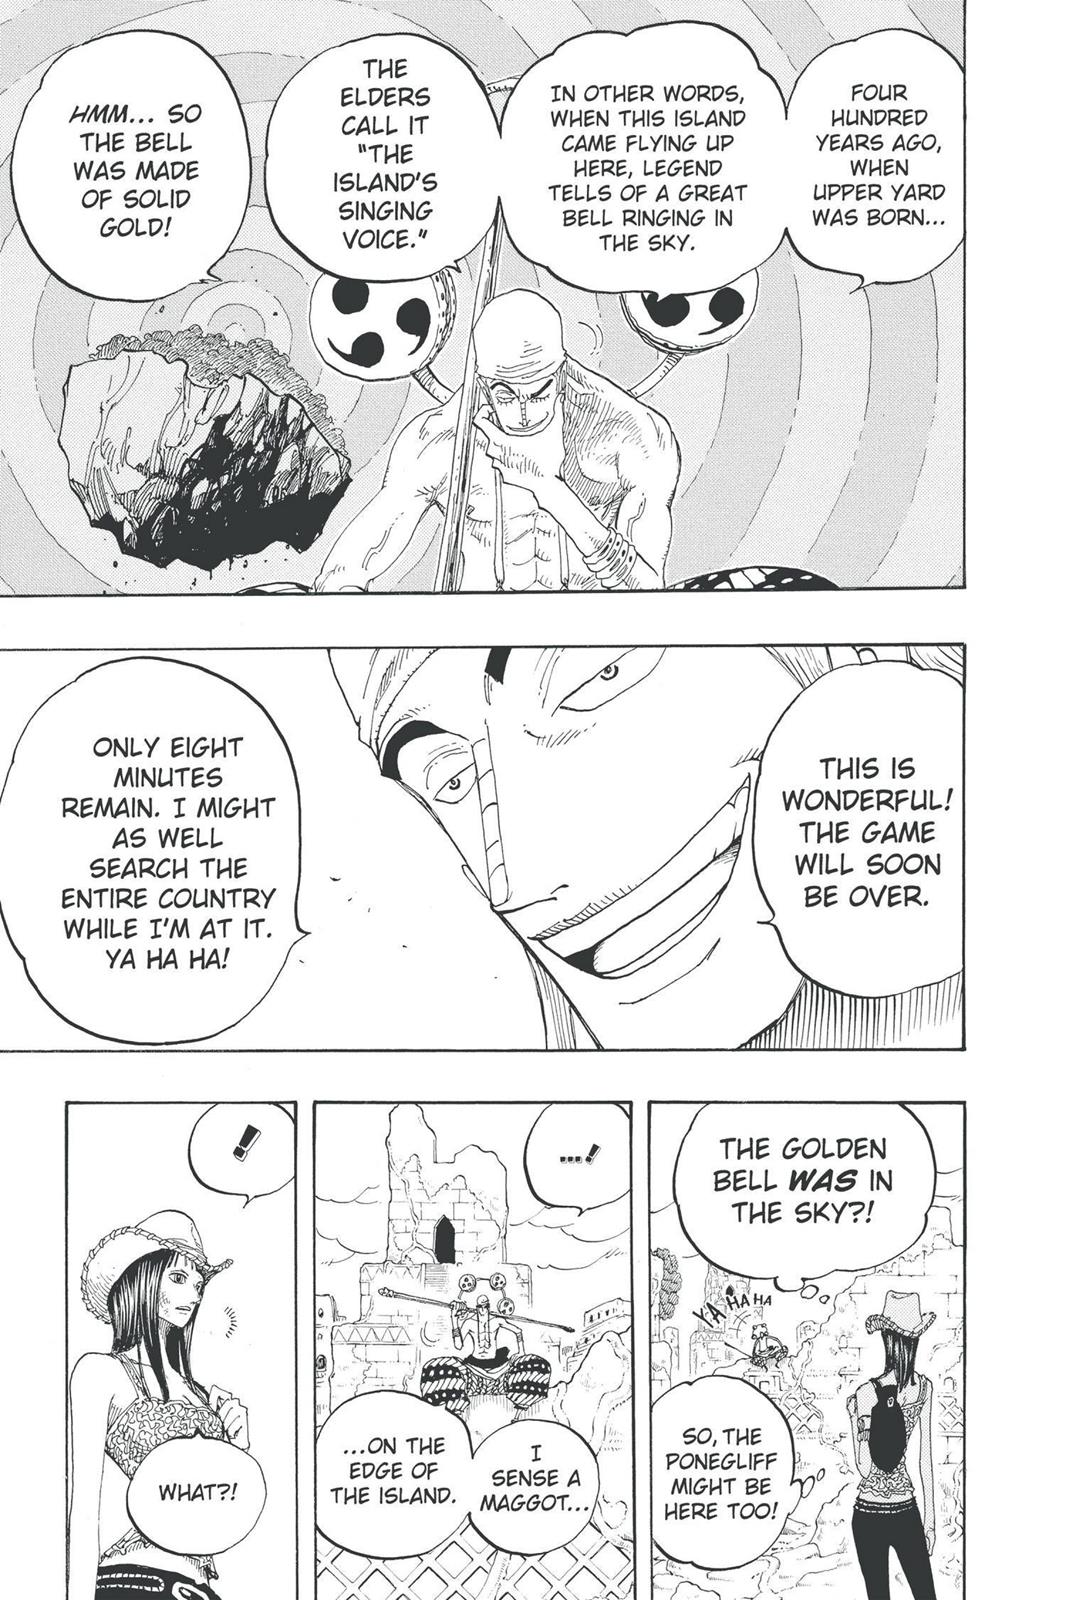 FOUR
HUNDRED
YEARS AGO,
WHEN
UPPER YARD
WAS BORN...
IN OTHER WORDS,
WHEN THIS ISLAND
CAME FLYING UP
HERE, LEGEND
TELLS OF A GREAT
BELL RINGING IN
THE SKY.
THE
ELDERS
CALL IT
"THE
ISLAND'S
SINGING
VOICE."
HMM... SO
THE BELL
WAS MADE
OF SOLID
GOLD!
THIS IS
WONDERFUL!
THE GAME
WILL SOON
BE OVER.
ONLY EIGHT
MINUTES
REMAIN. I MIGHT
AS WELL
SEARCH THE
ENTIRE COUNTRY
WHILE I'M AT IT.
YA HA HA!
THE GOLDEN
BELL WAS IN
THE SKY?!
YA HA HA
SO, THE
PONEGLIFF
MIGHT BE
HERE TOO!
....!
I
SENSE A
MAGGOT...
...ON THE
EDGE OF
THE ISLAND.
!
WHAT?!